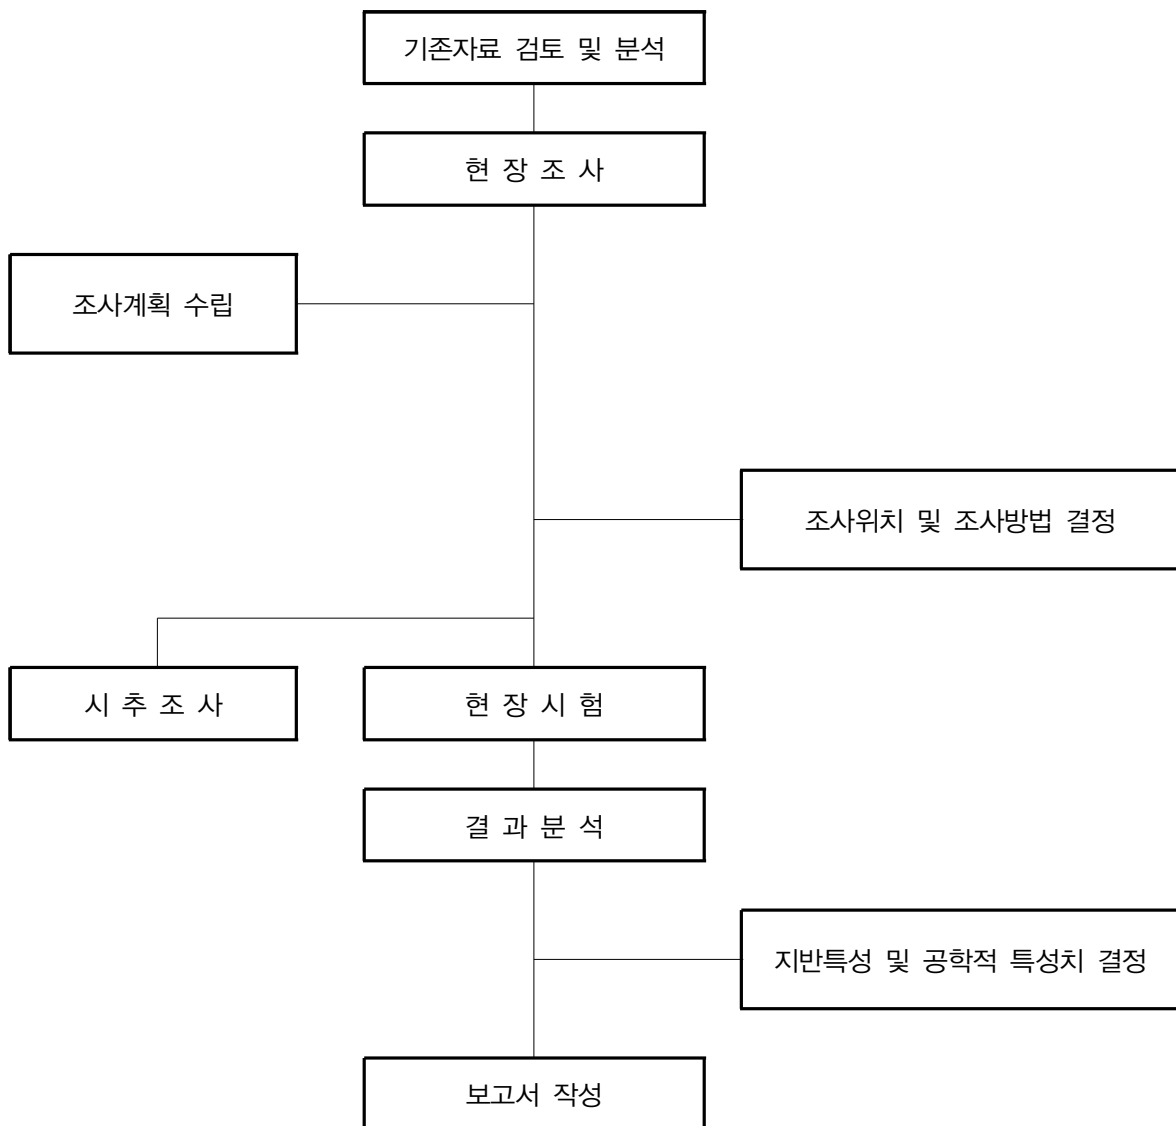 기존자료 검토 및 분석
현 장 조 사
조사계획 수립
조사위치 및 조사방법 결정
시 추 조 사
현 장 시 험
결 과 분 석
지반특성 및 공학적 특성치 결정
보고서 작성